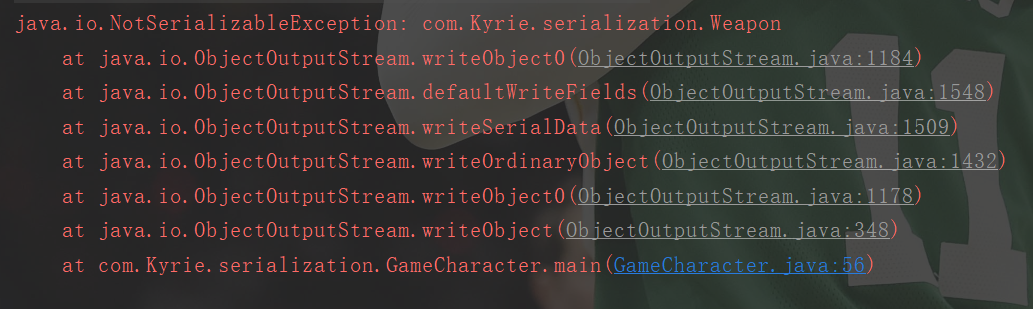 java.io.NotSerializableException: com.Kyrie.serialization.Weapon
at java.io.ObjectOutputStream.writeObject0(ObjectOutputStream.java:1184)
at java.io.ObjectOutputStream.defaultWriteFields(ObjectOutputStream.java:1548)
at java.io.ObjectOutputStream.writeSerialData(ObjectOutputStream.java:1509)
at java.io.ObjectOutputStream.writeOrdinaryObject(ObjectOutputStream.java:1432)
at java.io.ObjectOutputStream.writeObject0(ObjectOutputStream.java:1178)
at java.io.ObjectOutputStream.writeObject(ObjectOutputStream.java:348)
at com.Kyrie.serialization.GameCharacter.main(GameCharacter.java:56)
11